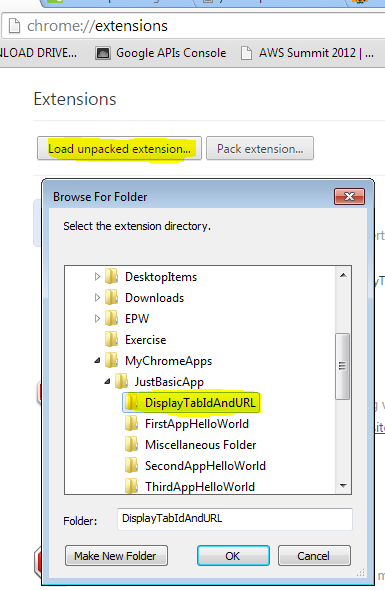 chrome://extensions
NLOAD DRIVE... Google APIs Console AWS Summit 2012 | ...
Extensions
Load unpacked extension... Pack extension...
Browse For Folder
Select the extension directory.
DesktopItems
Downloads
EPW
Exercise
MyChromeApps
JustBasicApp
DisplayTabIdAndURL
FirstAppHelloWorld
Miscellaneous Folder
SecondAppHelloWorld
ThirdAppHelloWorld
Folder: DisplayTabIdAndURL
Make New Folder OK Cancel